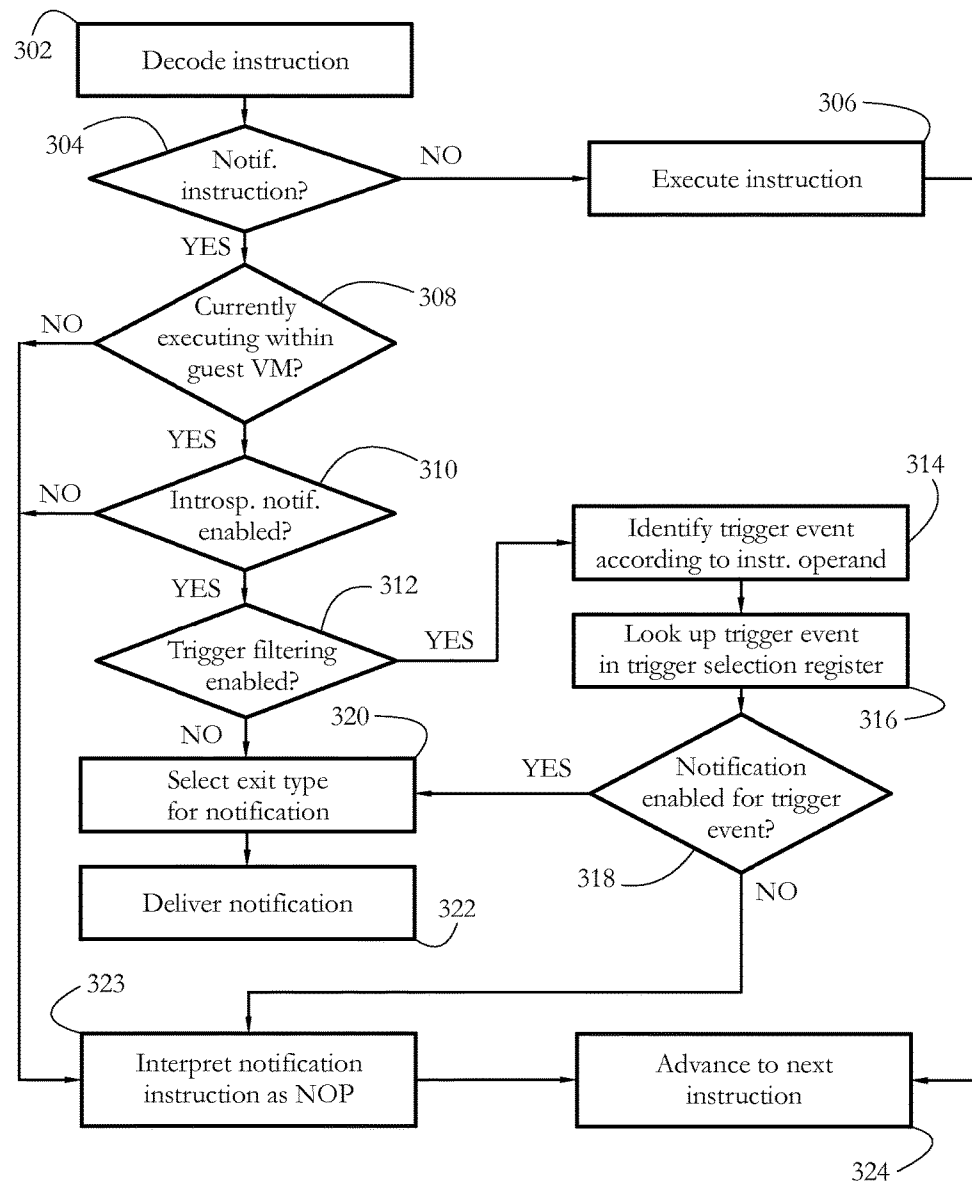 302
Decode instruction
304
Notif.
instruction?
NO
306
Execute instruction
YES
308
Currently
executing within
guest VM?
NO
YES
310
Introsp. notif.
enabled?
NO
YES
312
Trigger filtering
enabled?
YES
314
Identify trigger event
according to instr. operand
Look up trigger event
in trigger selection register
316
NO
320
Select exit type
for notification
YES
Notification
enabled for trigger
event?
318
NO
Deliver notification
322
323
Interpret notification
instruction as NOP
Advance to next
instruction
324